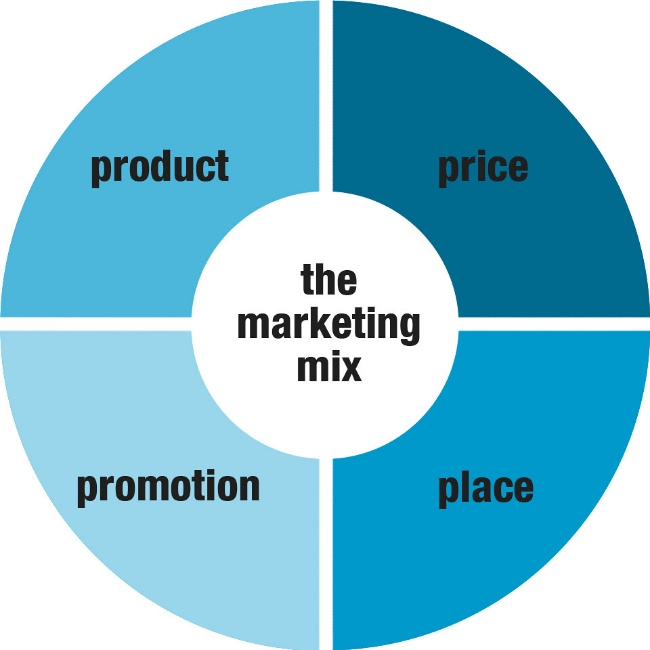 product
price
the
marketing
mix
promotion
place